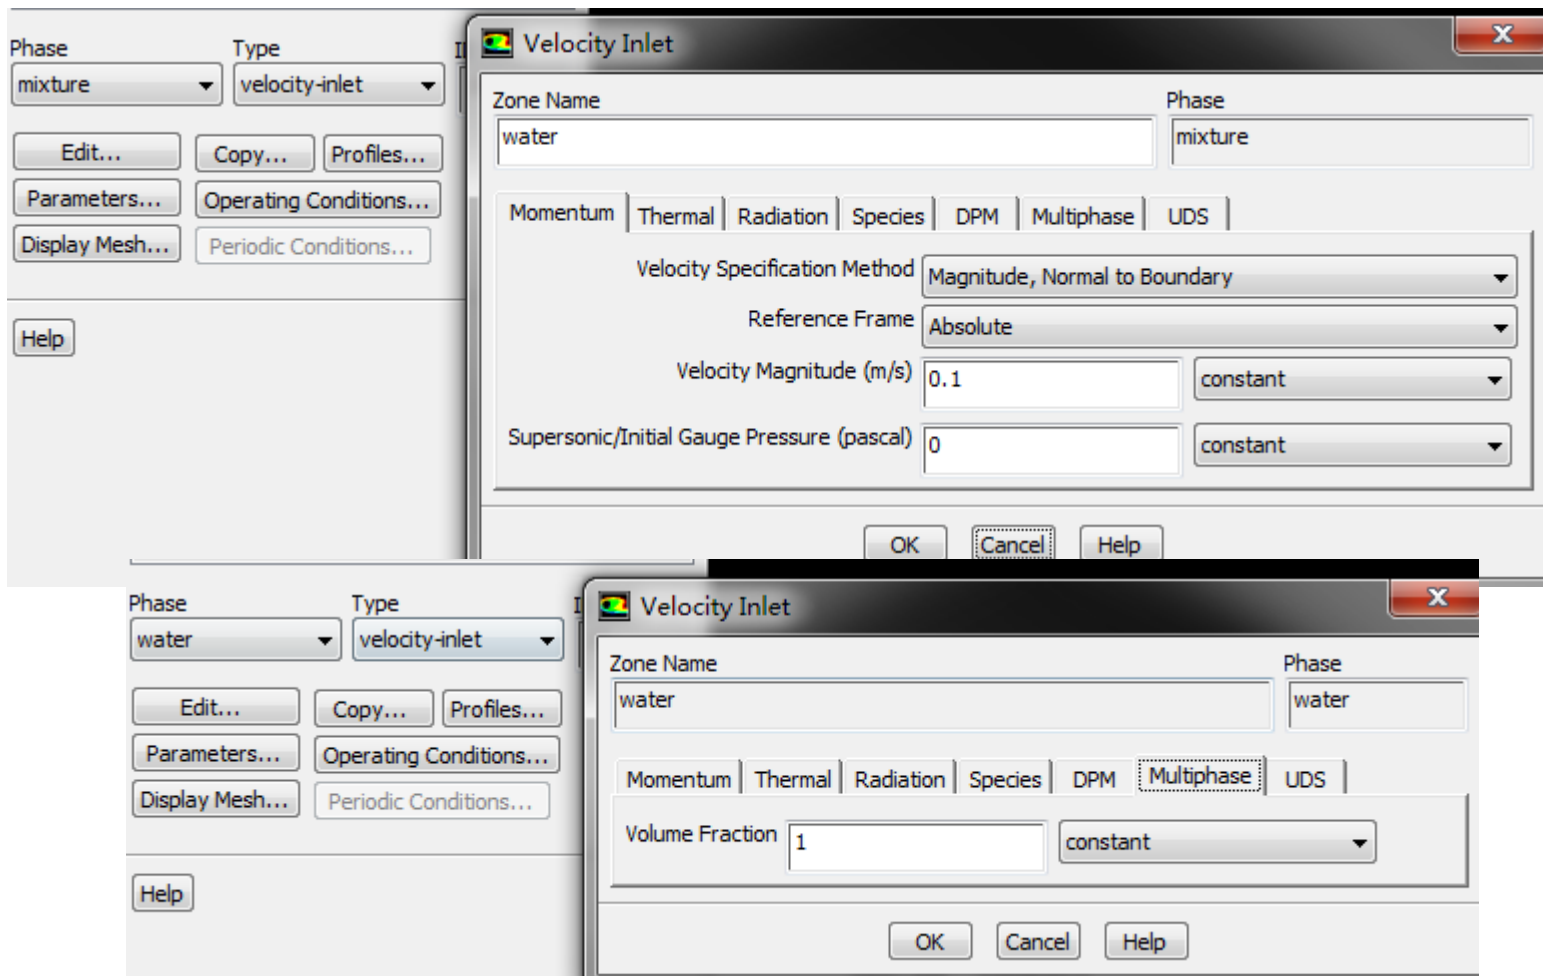 Phase Type I
mixture velocity-inlet
Edit... Copy... Profiles...
Parameters... Operating Conditions...
Display Mesh... Periodic Conditions...
Help
Velocity Inlet
Zone Name Phase
water mixture
Momentum Thermal Radiation Species DPM Multiphase UDS
Velocity Specification Method Magnitude, Normal to Boundary
Reference Frame Absolute
Velocity Magnitude (m/s) 0.1 constant
Supersonic/Initial Gauge Pressure (pascal) 0 constant
OK Cancel Help
Phase Type I
water velocity-inlet
Edit... Copy... Profiles...
Parameters... Operating Conditions...
Display Mesh... Periodic Conditions...
Help
Velocity Inlet
Zone Name Phase
water water
Momentum Thermal Radiation Species DPM Multiphase UDS
Volume Fraction 1 constant
OK Cancel Help